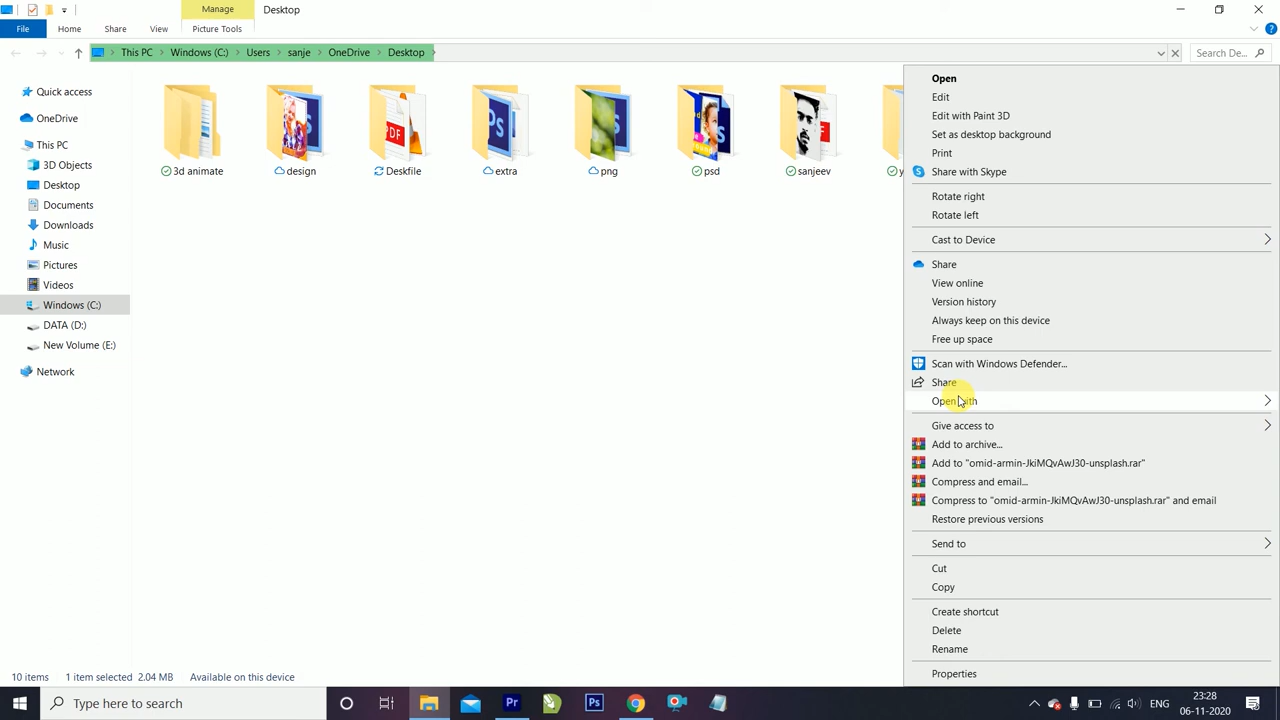 Manage
Desktop
File
Home
Share
View
Picture Tools
This PC
Windows (C:)
Users
sanje
OneDrive
Desktop
Search De...
Quick access
OneDrive
This PC
3D Objects
Desktop
Documents
Downloads
Music
Pictures
Videos
Windows (C:)
DATA (D:)
New Volume (E:)
Network
3d animate
design
PDF
Deskfile
Ps
extra
png
psd
PDF
sanjeev
y
Open
Edit
Edit with Paint 3D
Set as desktop background
Print
Share with Skype
Rotate right
Rotate left
Cast to Device
Share
View online
Version history
Always keep on this device
Free up space
Scan with Windows Defender...
Share
Open with
Give access to
Add to archive...
Add to "omid-armin-JkiMQvAwJ30-unsplash.rar"
Compress and email...
Compress to "omid-armin-JkiMQvAwJ30-unsplash.rar" and email
Restore previous versions
Send to
Cut
Copy
Create shortcut
Delete
Rename
Properties
10 items
1 item selected 2.04 MB
Available on this device
Type here to search
Pr
Ps
ENG
23:28
06-11-2020